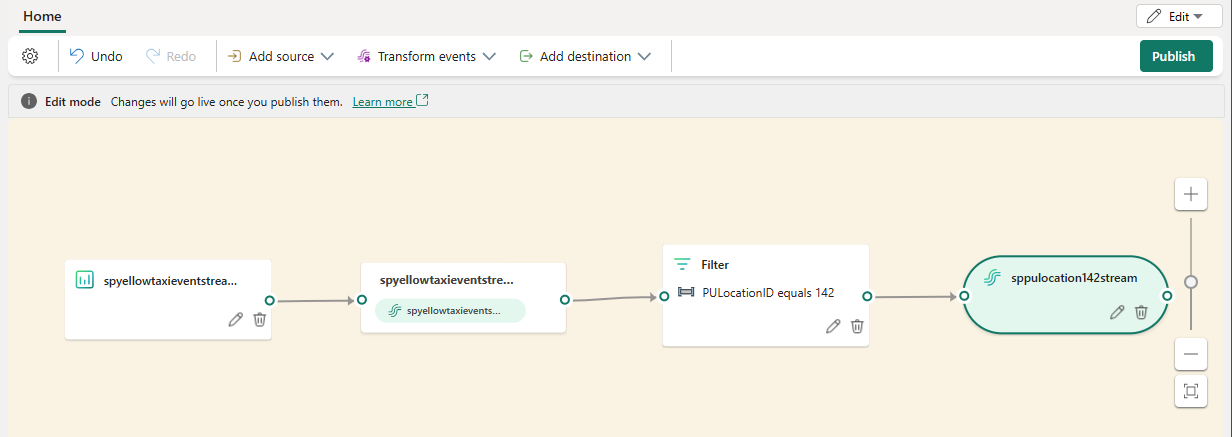 Home
Edit
Undo
Redo
Add source
Transform events
Add destination
Publish
Edit mode Changes will go live once you publish them. Learn more
spyellowtaxieventstrea...
spyellowtaxieventstre...
spyellowtaxievents...
Filter
PULocationID equals 142
sppulocation142stream